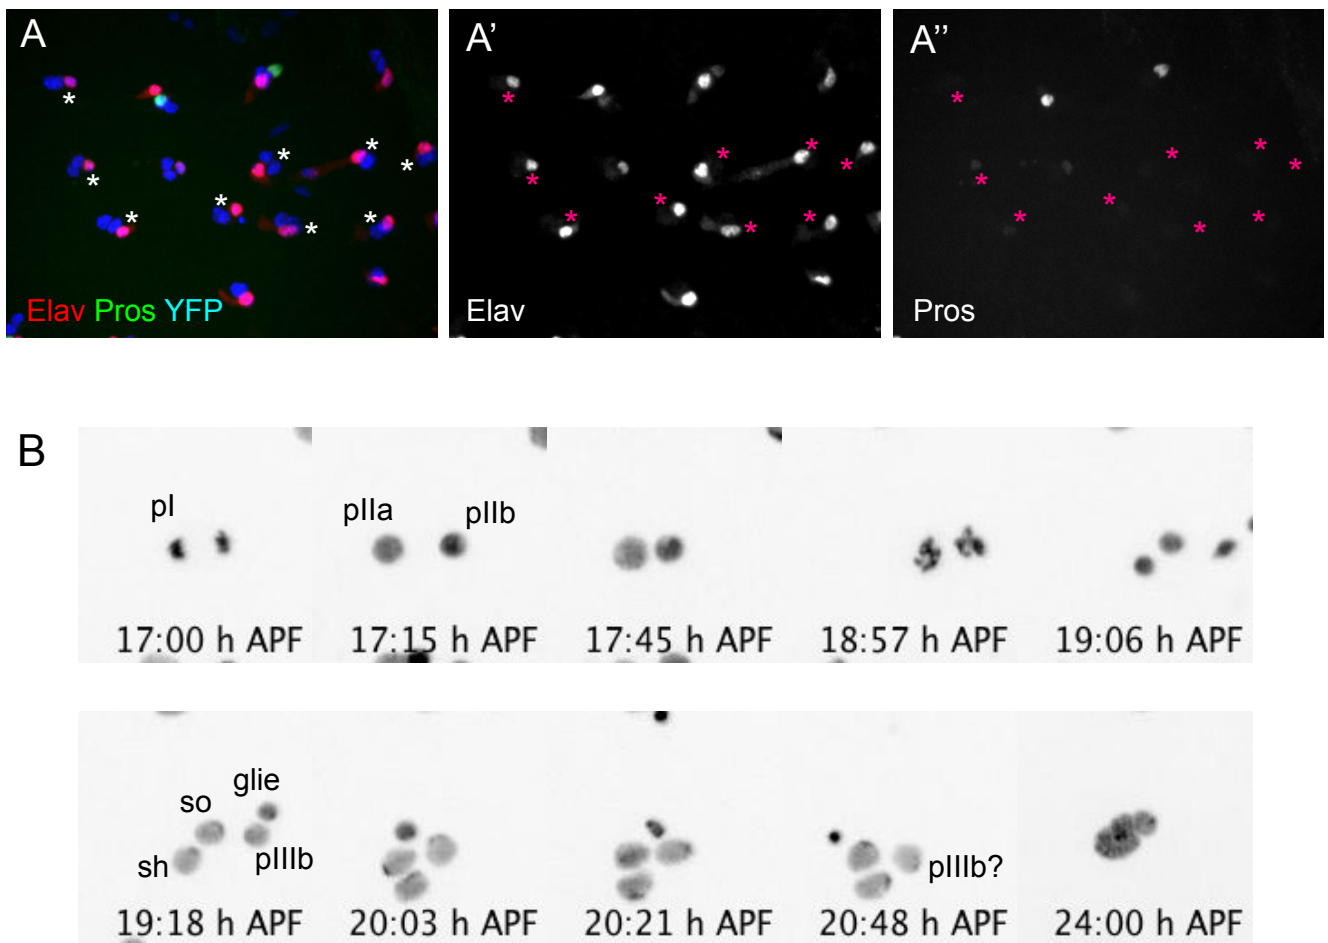 A
A'
A''
Elav Pros YFP
Elav
Pros
B
pI
pIIa
pIIb
17:00 h APF
17:15 h APF
17:45 h APF
18:57 h APF
19:06 h APF
glie
so
sh
pIIIb
pIIIb?
19:18 h APF
20:03 h APF
20:21 h APF
20:48 h APF
24:00 h APF